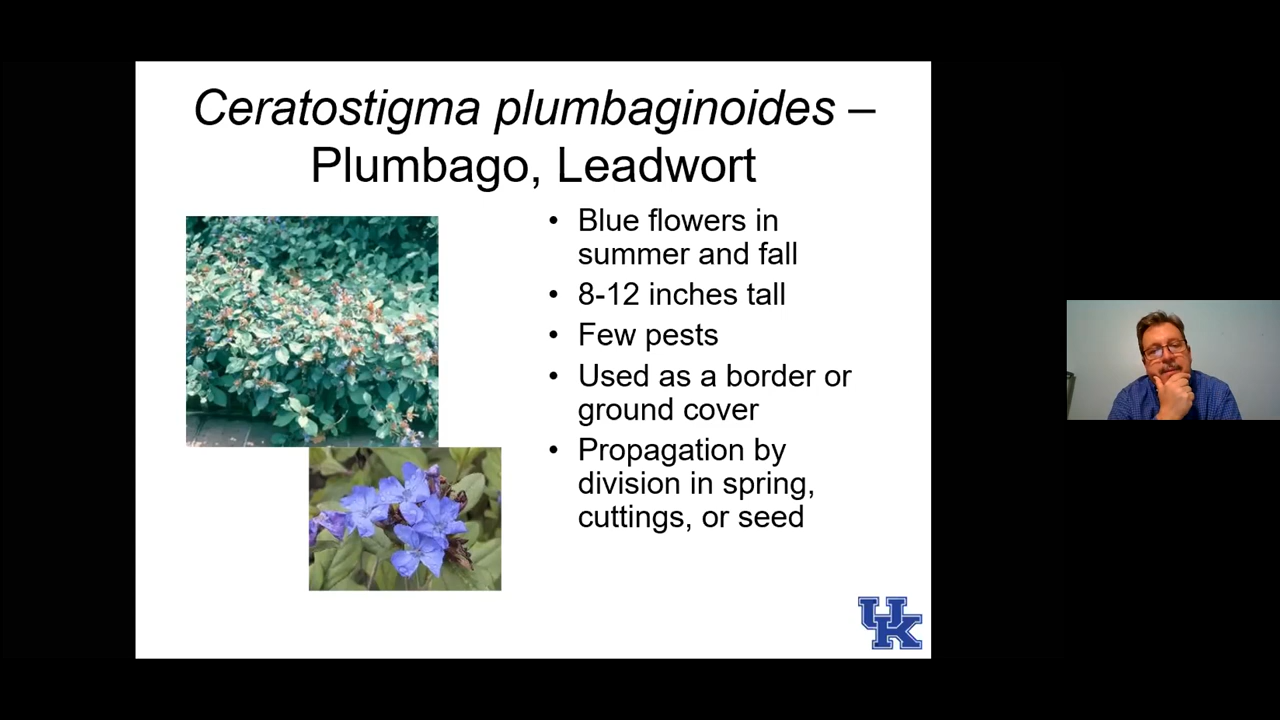 Ceratostigma plumbaginoides –
Plumbago, Leadwort
• Blue flowers in
summer and fall
• 8-12 inches tall
• Few pests
• Used as a border or
ground cover
• Propagation by
division in spring,
cuttings, or seed
UK